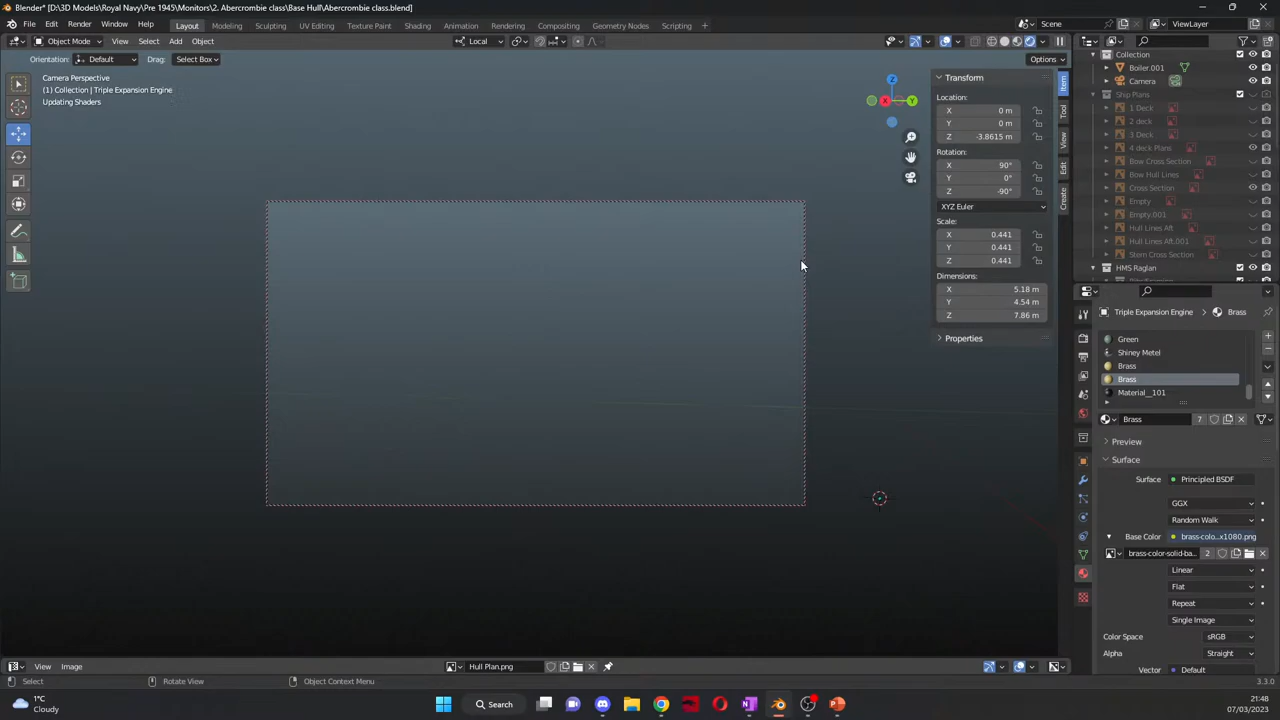 Blender* [D:\3D Models\Royal Navy\Pre 1945\Monitors\2. Abercrombie class\Base Hull\Abercrombie class.blend]
File Edit Render Window Help Layout Modeling Sculpting UV Editing Texture Paint Shading Animation Rendering Compositing Geometry Nodes Scripting + Scene ViewLayer
Object Mode View Select Add Object Local
Orientation: Default Drag: Select Box Options
Camera Perspective
(1) Collection | Triple Expansion Engine
Updating Shaders
Z
X
Y
Transform
Location:
X 0 m
Y 0 m
Z -3.8615 m
Rotation:
X 90°
Y 0°
Z -90°
XYZ Euler
Scale:
X 0.441
Y 0.441
Z 0.441
Dimensions:
X 5.18 m
Y 4.54 m
Z 7.86 m
Properties
Item
Tool
View
Edit
Create
Collection
Boiler.001
Camera
Ship Plans
1 Deck
2 deck
3 Deck
4 deck Plans
Bow Cross Section
Bow Hull Lines
Cross Section
Empty
Empty.001
Hull Lines Aft
Hull Lines Aft.001
Stern Cross Section
HMS Raglan
Triple Expansion Engine Brass
Green
Shiney Metel
Brass
Brass
Material__101
Brass 7
Preview
Surface
Surface Principled BSDF
GGX
Random Walk
Base Color brass-colo...x1080.png
brass-color-solid-ba... 2
Linear
Flat
Repeat
Single Image
Color Space sRGB
Alpha Straight
Vector Default
View Image Hull Plan.png
Select Rotate View Object Context Menu 3.3.0
1°C
Cloudy
Search
21:48
07/03/2023